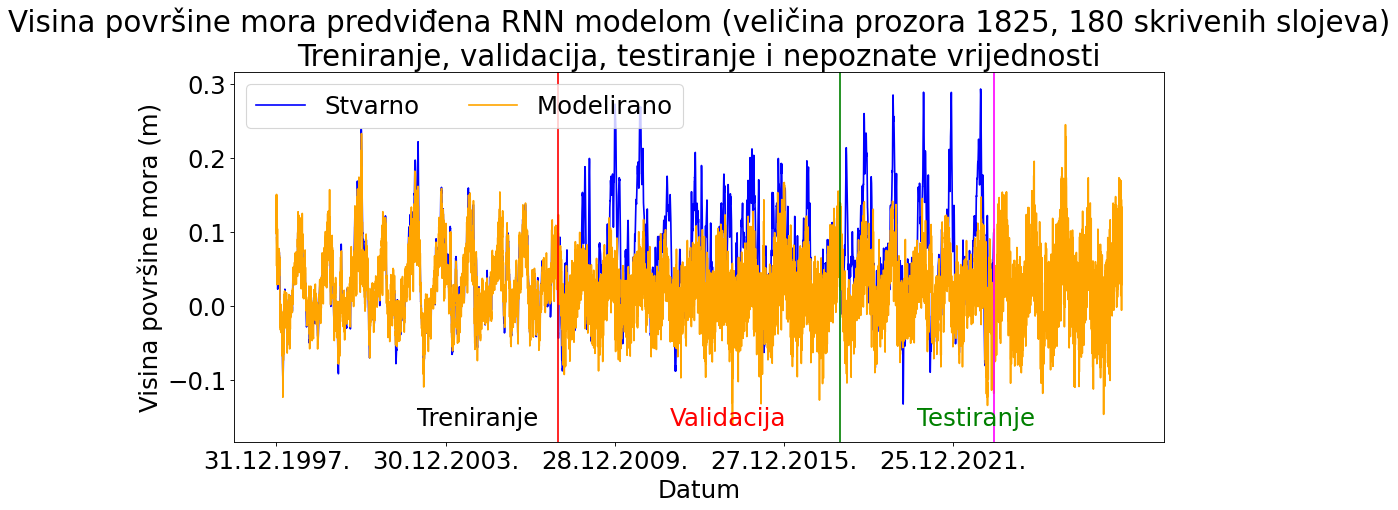 Visina površine mora predviđena RNN modelom (veličina prozora 1825, 180 skrivenih slojeva)
Treniranje, validacija, testiranje i nepoznate vrijednosti
Stvarno
Modelirano
Visina površine mora (m)
0.3
0.2
0.1
0.0
−0.1
Treniranje
Validacija
Testiranje
31.12.1997.
30.12.2003.
28.12.2009.
27.12.2015.
25.12.2021.
Datum